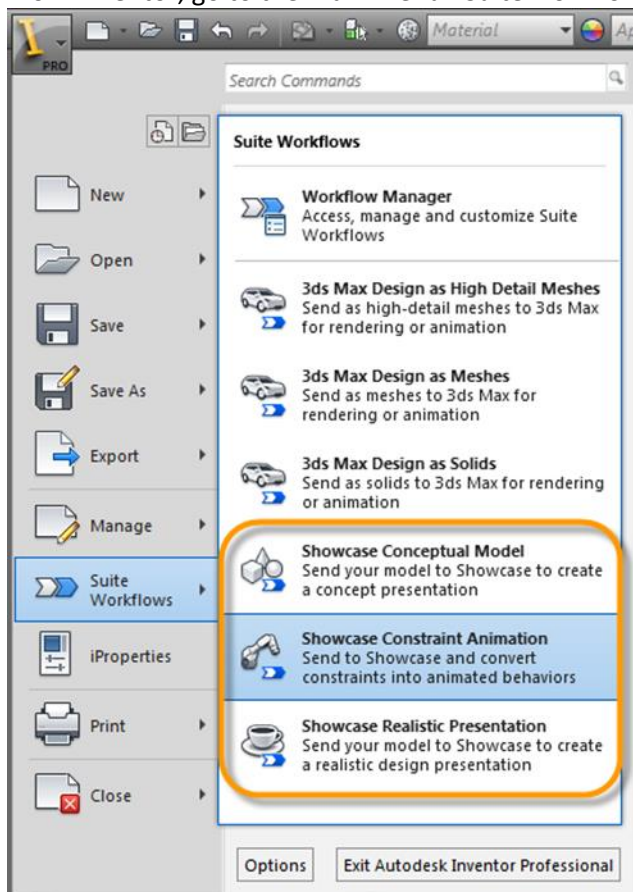 PRO
Material
Search Commands
Suite Workflows
New
Open
Save
Save As
Export
Manage
Suite
Workflows
iProperties
Print
Close
Workflow Manager
Access, manage and customize Suite
Workflows
3ds Max Design as High Detail Meshes
Send as high-detail meshes to 3ds Max
for rendering or animation
3ds Max Design as Meshes
Send as meshes to 3ds Max for
rendering or animation
3ds Max Design as Solids
Send as solids to 3ds Max for rendering
or animation
Showcase Conceptual Model
Send your model to Showcase to create
a concept presentation
Showcase Constraint Animation
Send to Showcase and convert
constraints into animated behaviors
Showcase Realistic Presentation
Send your model to Showcase to create
a realistic design presentation
Options
Exit Autodesk Inventor Professional